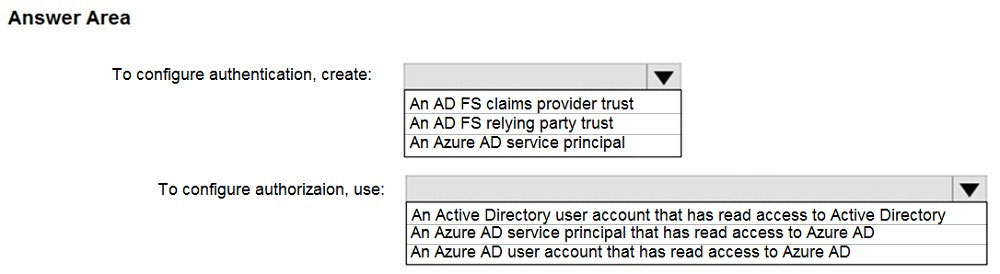 Answer Area
To configure authentication, create:
An AD FS claims provider trust
An AD FS relying party trust
An Azure AD service principal
To configure authorizaion, use:
An Active Directory user account that has read access to Active Directory
An Azure AD service principal that has read access to Azure AD
An Azure AD user account that has read access to Azure AD